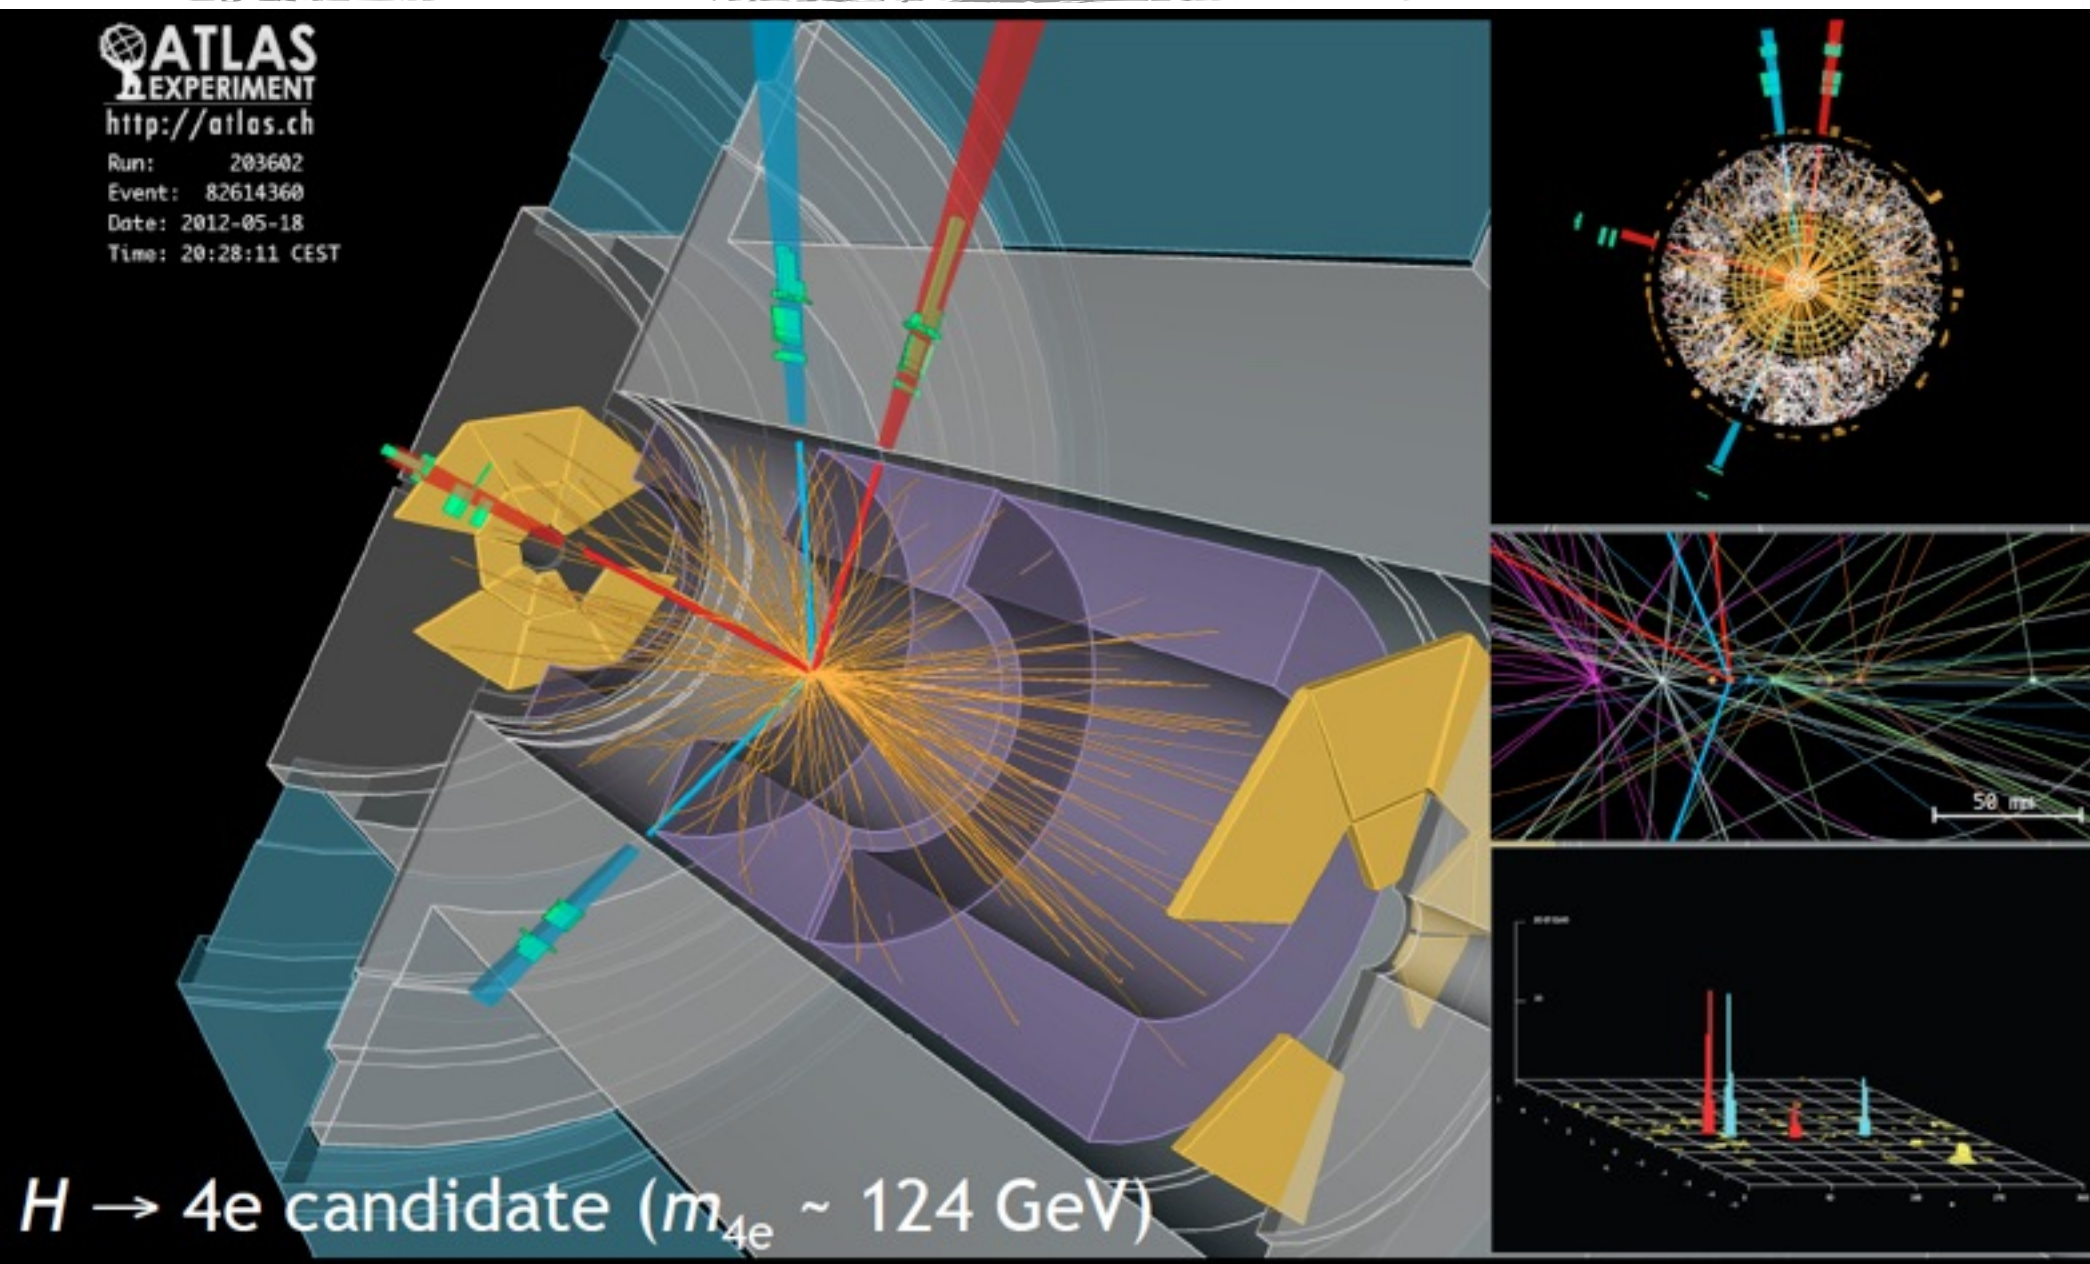 ATLAS
EXPERIMENT
http://atlas.ch
Run: 203602
Event: 82614360
Date: 2012-05-18
Time: 20:28:11 CEST
50 mm
H → 4e candidate (m4e ~ 124 GeV)